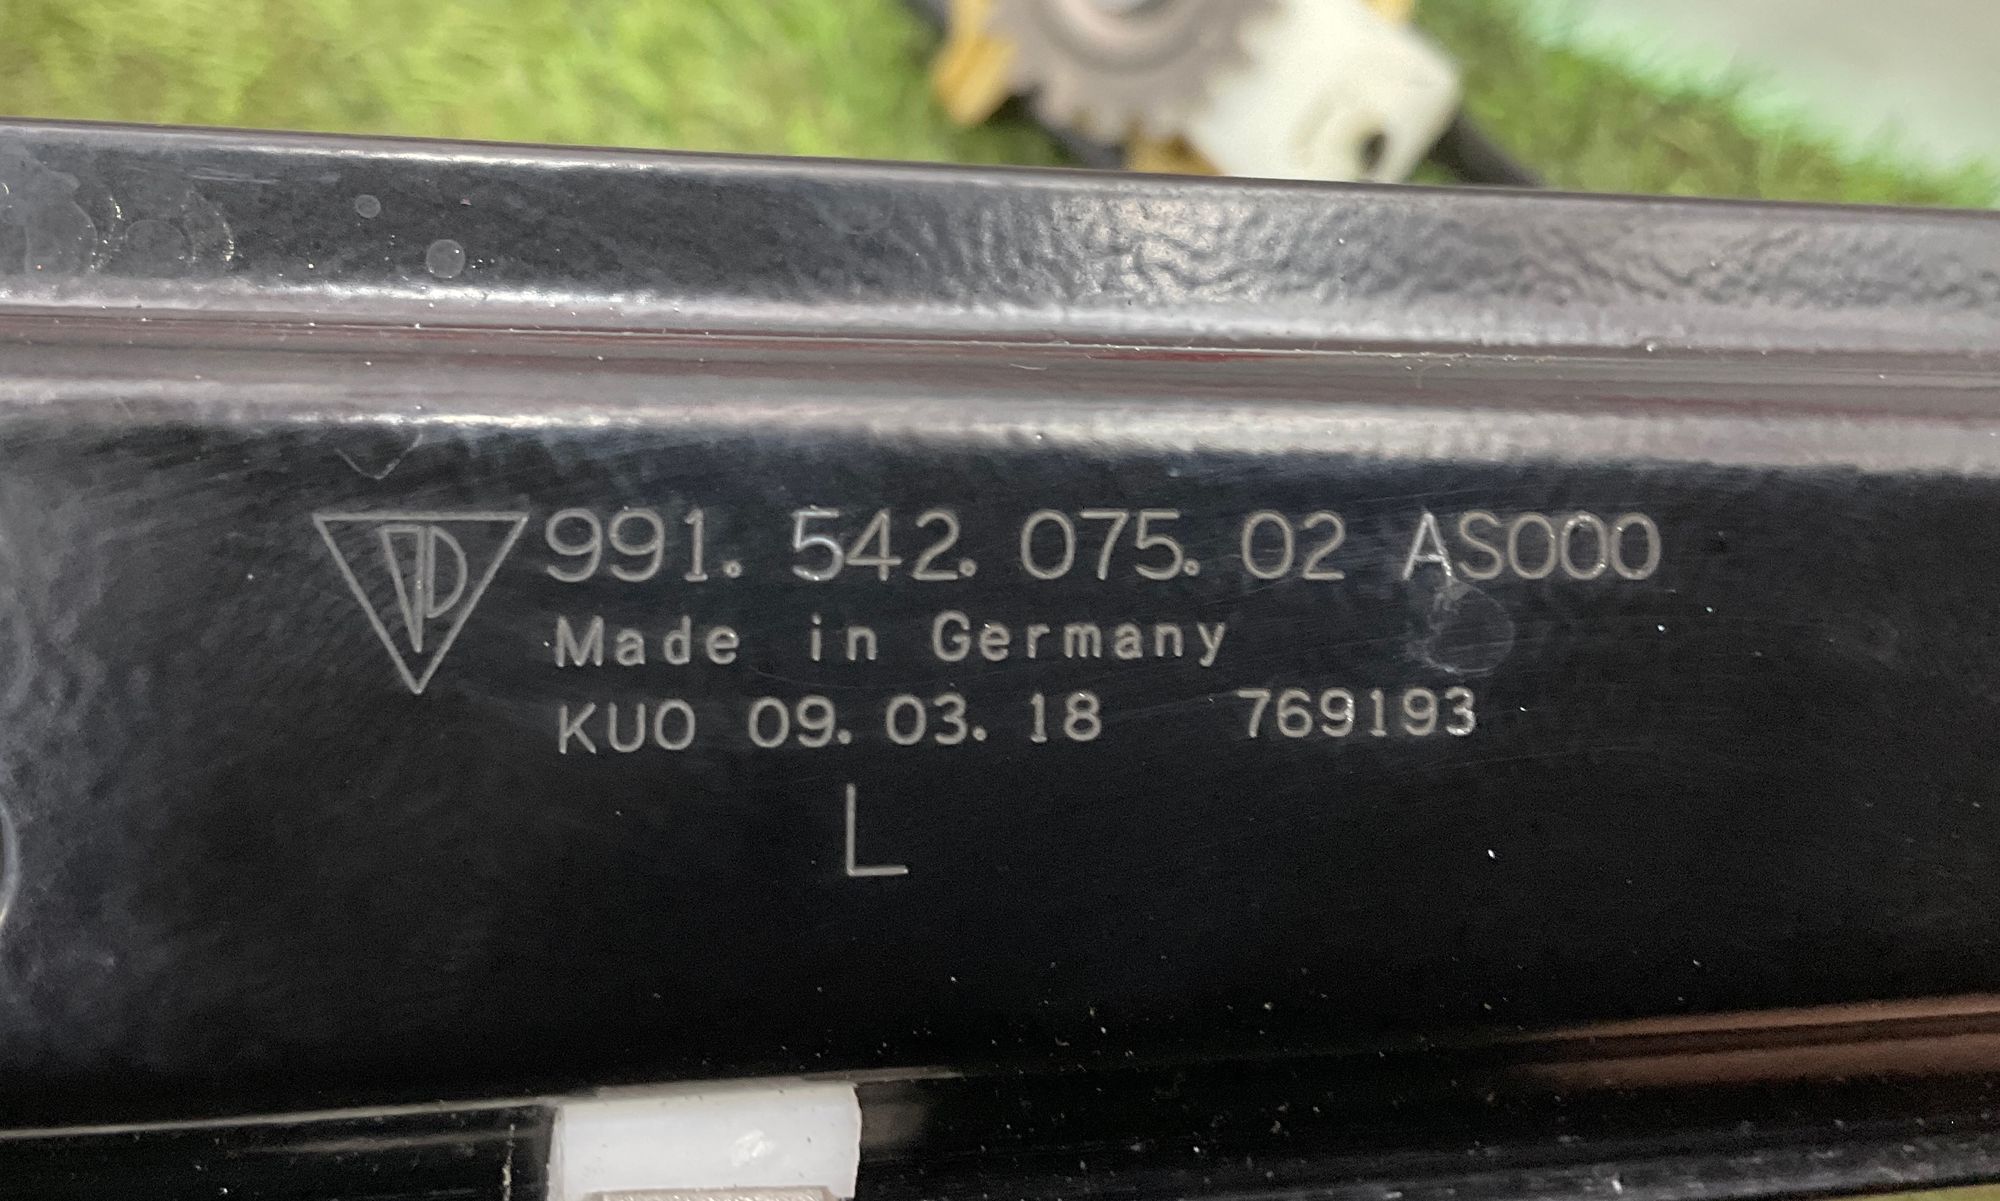 991. 542. 075. 02 AS000
Made in Germany
KUO 09. 03. 18 769193
L